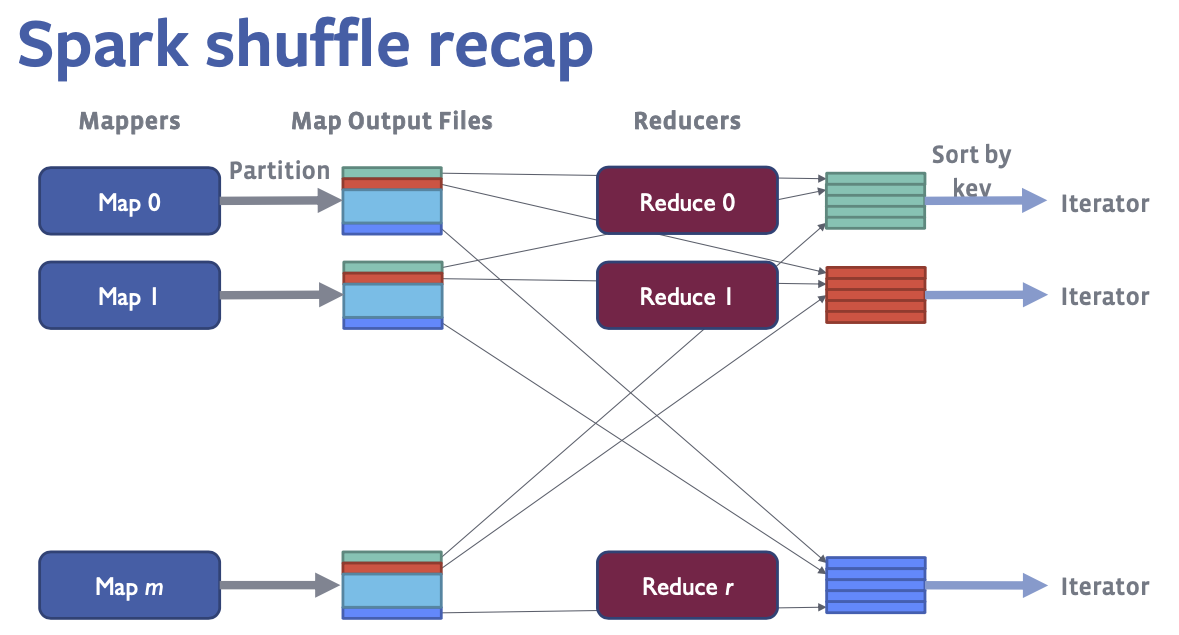 Spark shuffle recap
Mappers
Map Output Files
Reducers
Partition
Sort by
key
Map 0
Reduce 0
Iterator
Map 1
Reduce 1
Iterator
Map m
Reduce r
Iterator